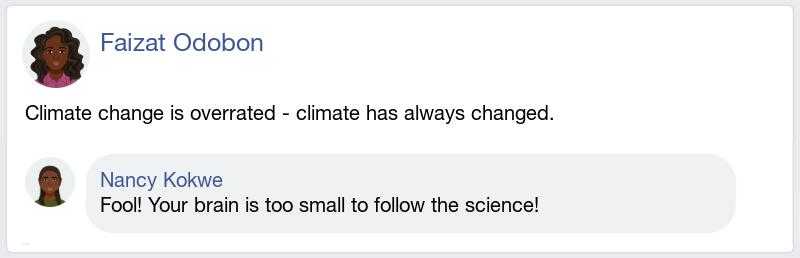 Faizat Odobon
Climate change is overrated - climate has always changed.
Nancy Kokwe
Fool! Your brain is too small to follow the science!